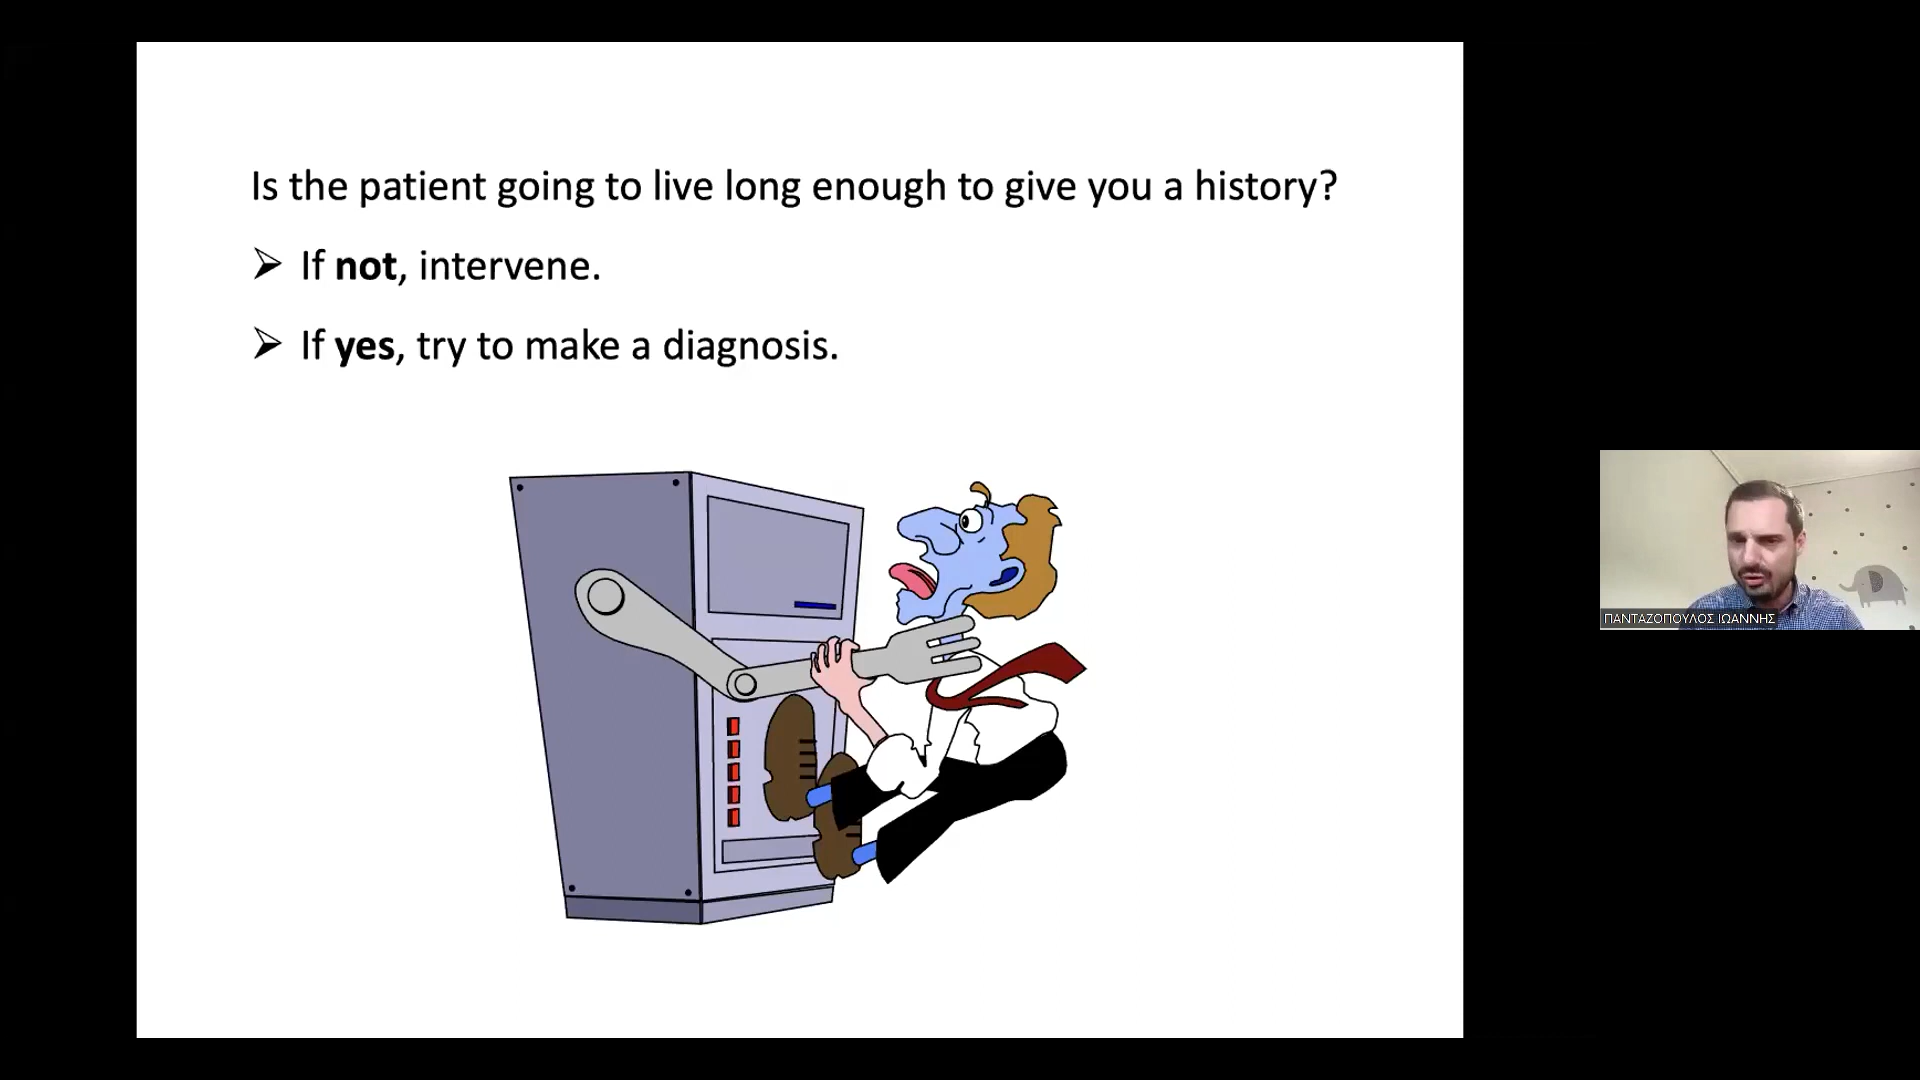 Is the patient going to live long enough to give you a history?
➢ If not, intervene.
➢ If yes, try to make a diagnosis.
ΠΑΝΤΑΖΟΠΟΥΛΟΣ ΙΩΑΝΝΗΣ